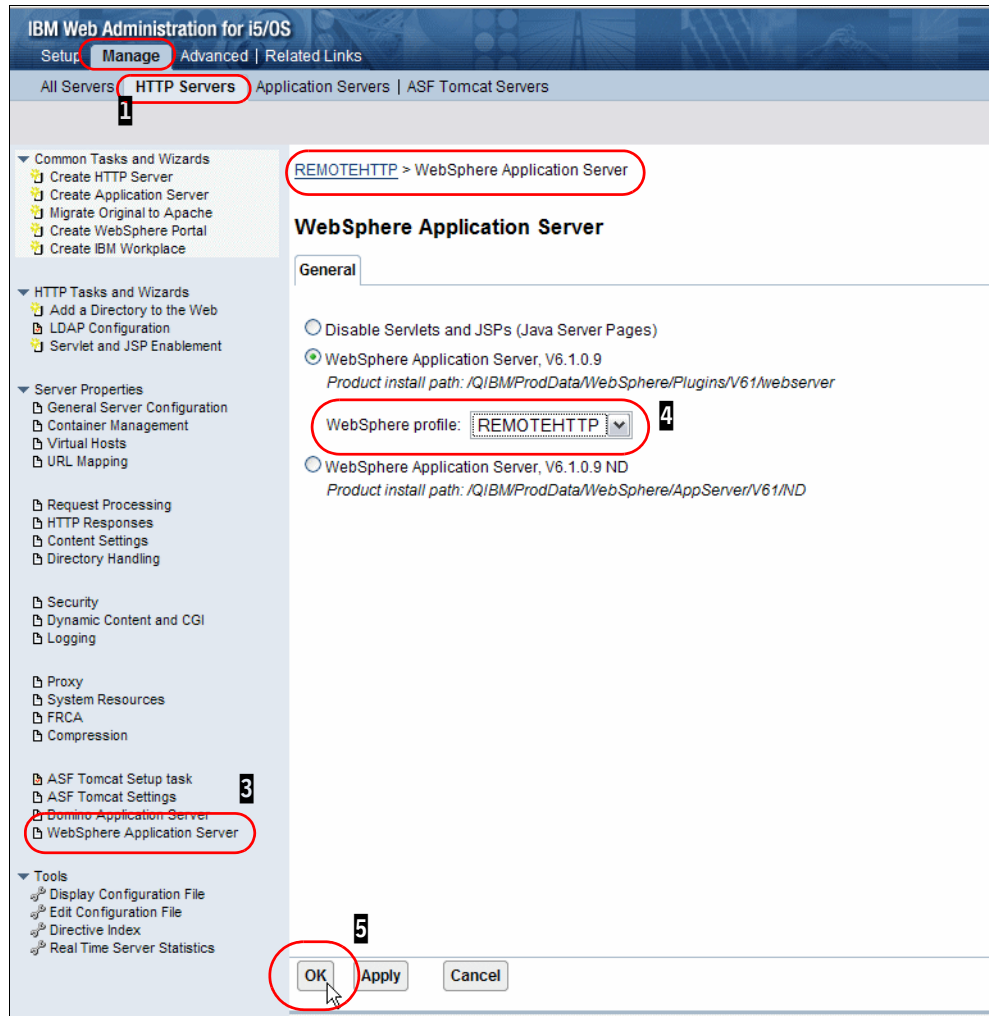 IBM Web Administration for i5/OS
Setup Manage Advanced | Related Links
All Servers HTTP Servers Application Servers | ASF Tomcat Servers
1
Common Tasks and Wizards
Create HTTP Server
Create Application Server
Migrate Original to Apache
Create WebSphere Portal
Create IBM Workplace
HTTP Tasks and Wizards
Add a Directory to the Web
LDAP Configuration
Servlet and JSP Enablement
Server Properties
General Server Configuration
Container Management
Virtual Hosts
URL Mapping
Request Processing
HTTP Responses
Content Settings
Directory Handling
Security
Dynamic Content and CGI
Logging
Proxy
System Resources
FRCA
Compression
ASF Tomcat Setup task
3
ASF Tomcat Settings
Domino Application Server
WebSphere Application Server
Tools
Display Configuration File
Edit Configuration File
Directive Index
Real Time Server Statistics
REMOTEHTTP > WebSphere Application Server
WebSphere Application Server
General
Disable Servlets and JSPs (Java Server Pages)
WebSphere Application Server, V6.1.0.9
Product install path: /QIBM/ProdData/WebSphere/Plugins/V61/webserver
WebSphere profile: REMOTEHTTP
4
WebSphere Application Server, V6.1.0.9 ND
Product install path: /QIBM/ProdData/WebSphere/AppServer/V61/ND
5
OK Apply Cancel